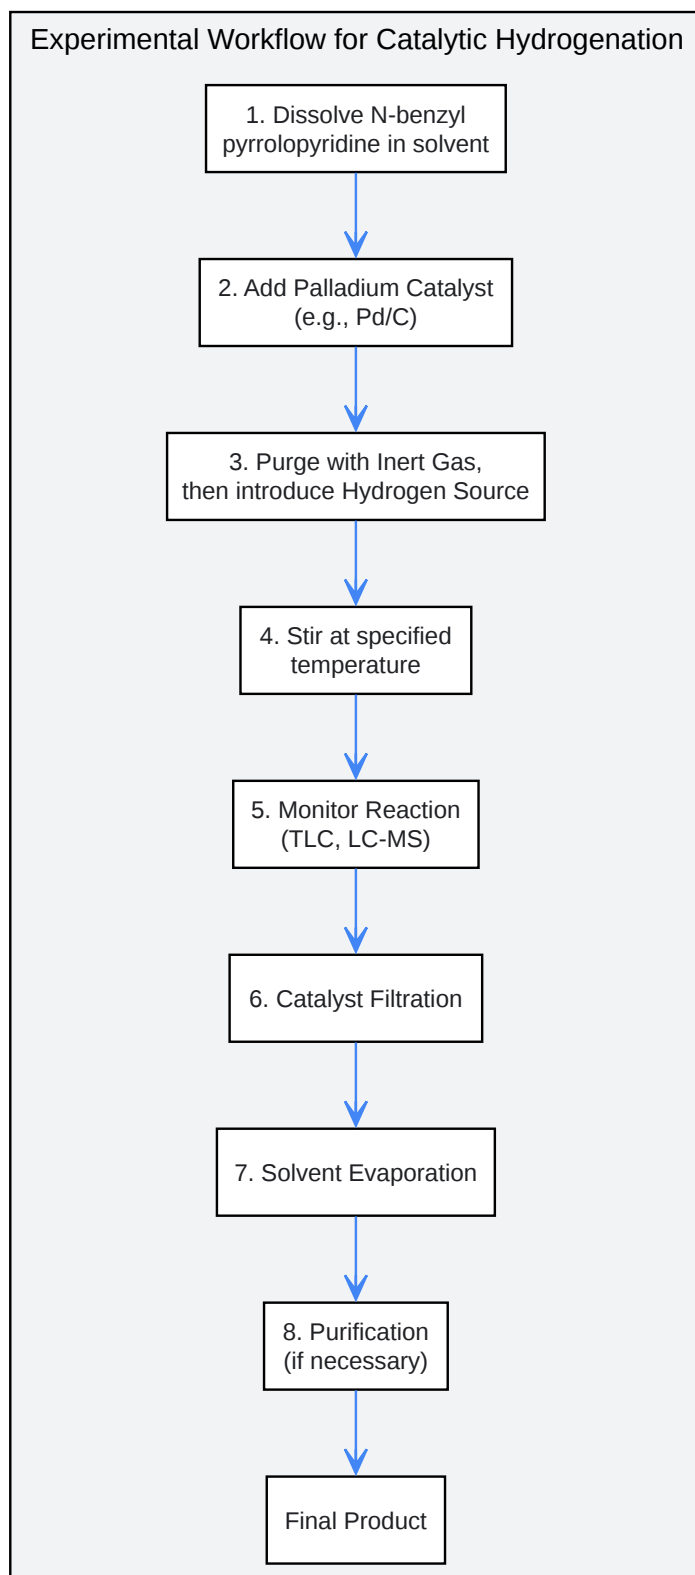 Experimental Workflow for Catalytic Hydrogenation
1. Dissolve N-benzyl
pyrrolopyridine in solvent
2. Add Palladium Catalyst
(e.g., Pd/C)
3. Purge with Inert Gas,
then introduce Hydrogen Source
4. Stir at specified
temperature
5. Monitor Reaction
(TLC, LC-MS)
6. Catalyst Filtration
7. Solvent Evaporation
8. Purification
(if necessary)
Final Product